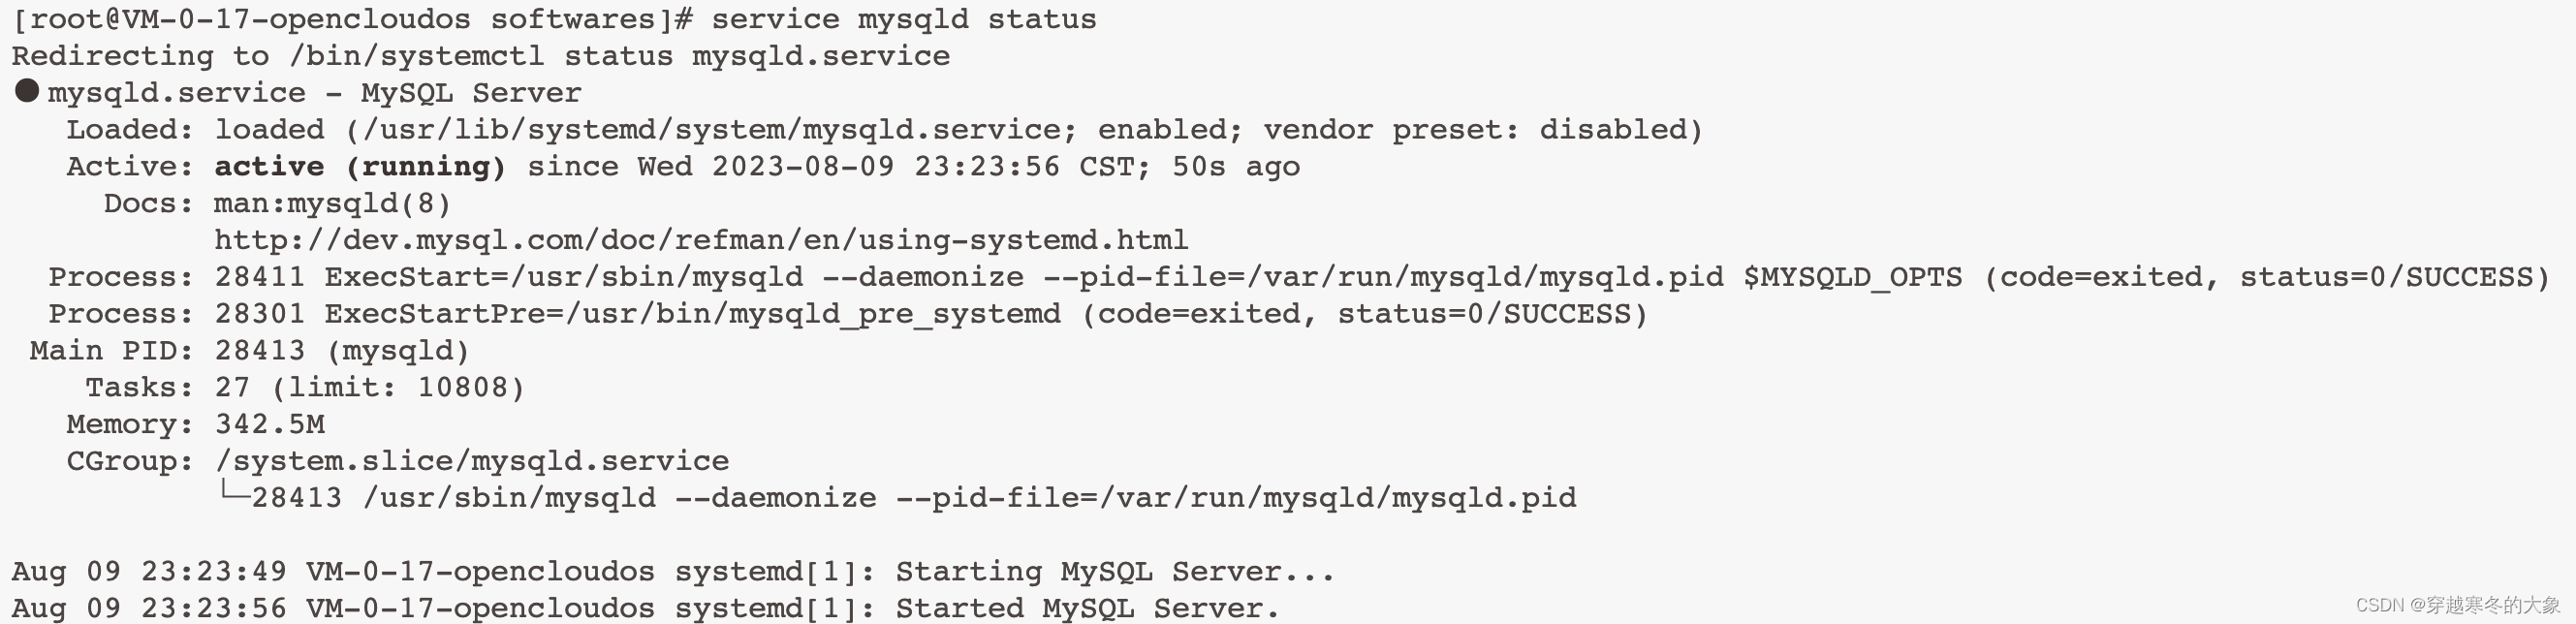 [root@VM-0-17-opencloudos softwares]# service mysqld status
Redirecting to /bin/systemctl status mysqld.service
● mysqld.service - MySQL Server
   Loaded: loaded (/usr/lib/systemd/system/mysqld.service; enabled; vendor preset: disabled)
   Active: active (running) since Wed 2023-08-09 23:23:56 CST; 50s ago
     Docs: man:mysqld(8)
           http://dev.mysql.com/doc/refman/en/using-systemd.html
  Process: 28411 ExecStart=/usr/sbin/mysqld --daemonize --pid-file=/var/run/mysqld/mysqld.pid $MYSQLD_OPTS (code=exited, status=0/SUCCESS)
  Process: 28301 ExecStartPre=/usr/bin/mysqld_pre_systemd (code=exited, status=0/SUCCESS)
 Main PID: 28413 (mysqld)
    Tasks: 27 (limit: 10808)
   Memory: 342.5M
   CGroup: /system.slice/mysqld.service
           └─28413 /usr/sbin/mysqld --daemonize --pid-file=/var/run/mysqld/mysqld.pid
Aug 09 23:23:49 VM-0-17-opencloudos systemd[1]: Starting MySQL Server...
Aug 09 23:23:56 VM-0-17-opencloudos systemd[1]: Started MySQL Server.
CSDN @穿越寒冬的大象